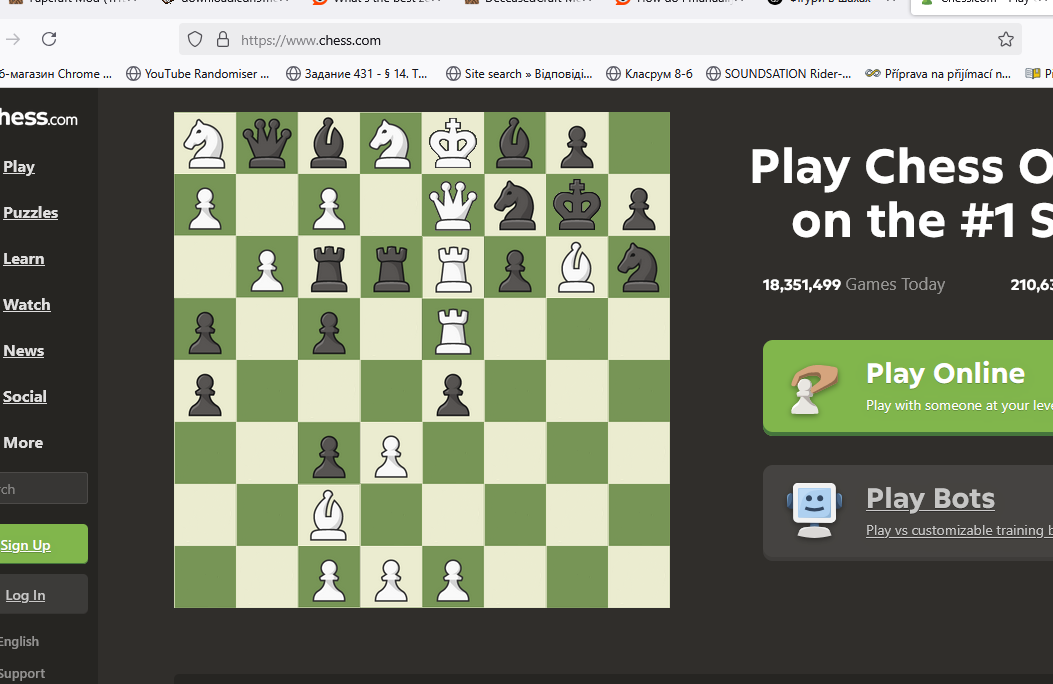 https://www.chess.com
YouTube Randomiser ...
Задание 431 - § 14. Т...
Site search » Відповіді...
Класрум 8-б
SOUNDSATION Rider-...
Příprava na přijímací n...
б-магазин Chrome ...
hess.com
Play
Puzzles
Learn
Watch
News
Social
More
rch
Sign Up
Log In
English
Support
Play Chess O
on the #1 S
18,351,499 Games Today
210,63
Play Online
Play with someone at your leve
Play Bots
Play vs customizable training b